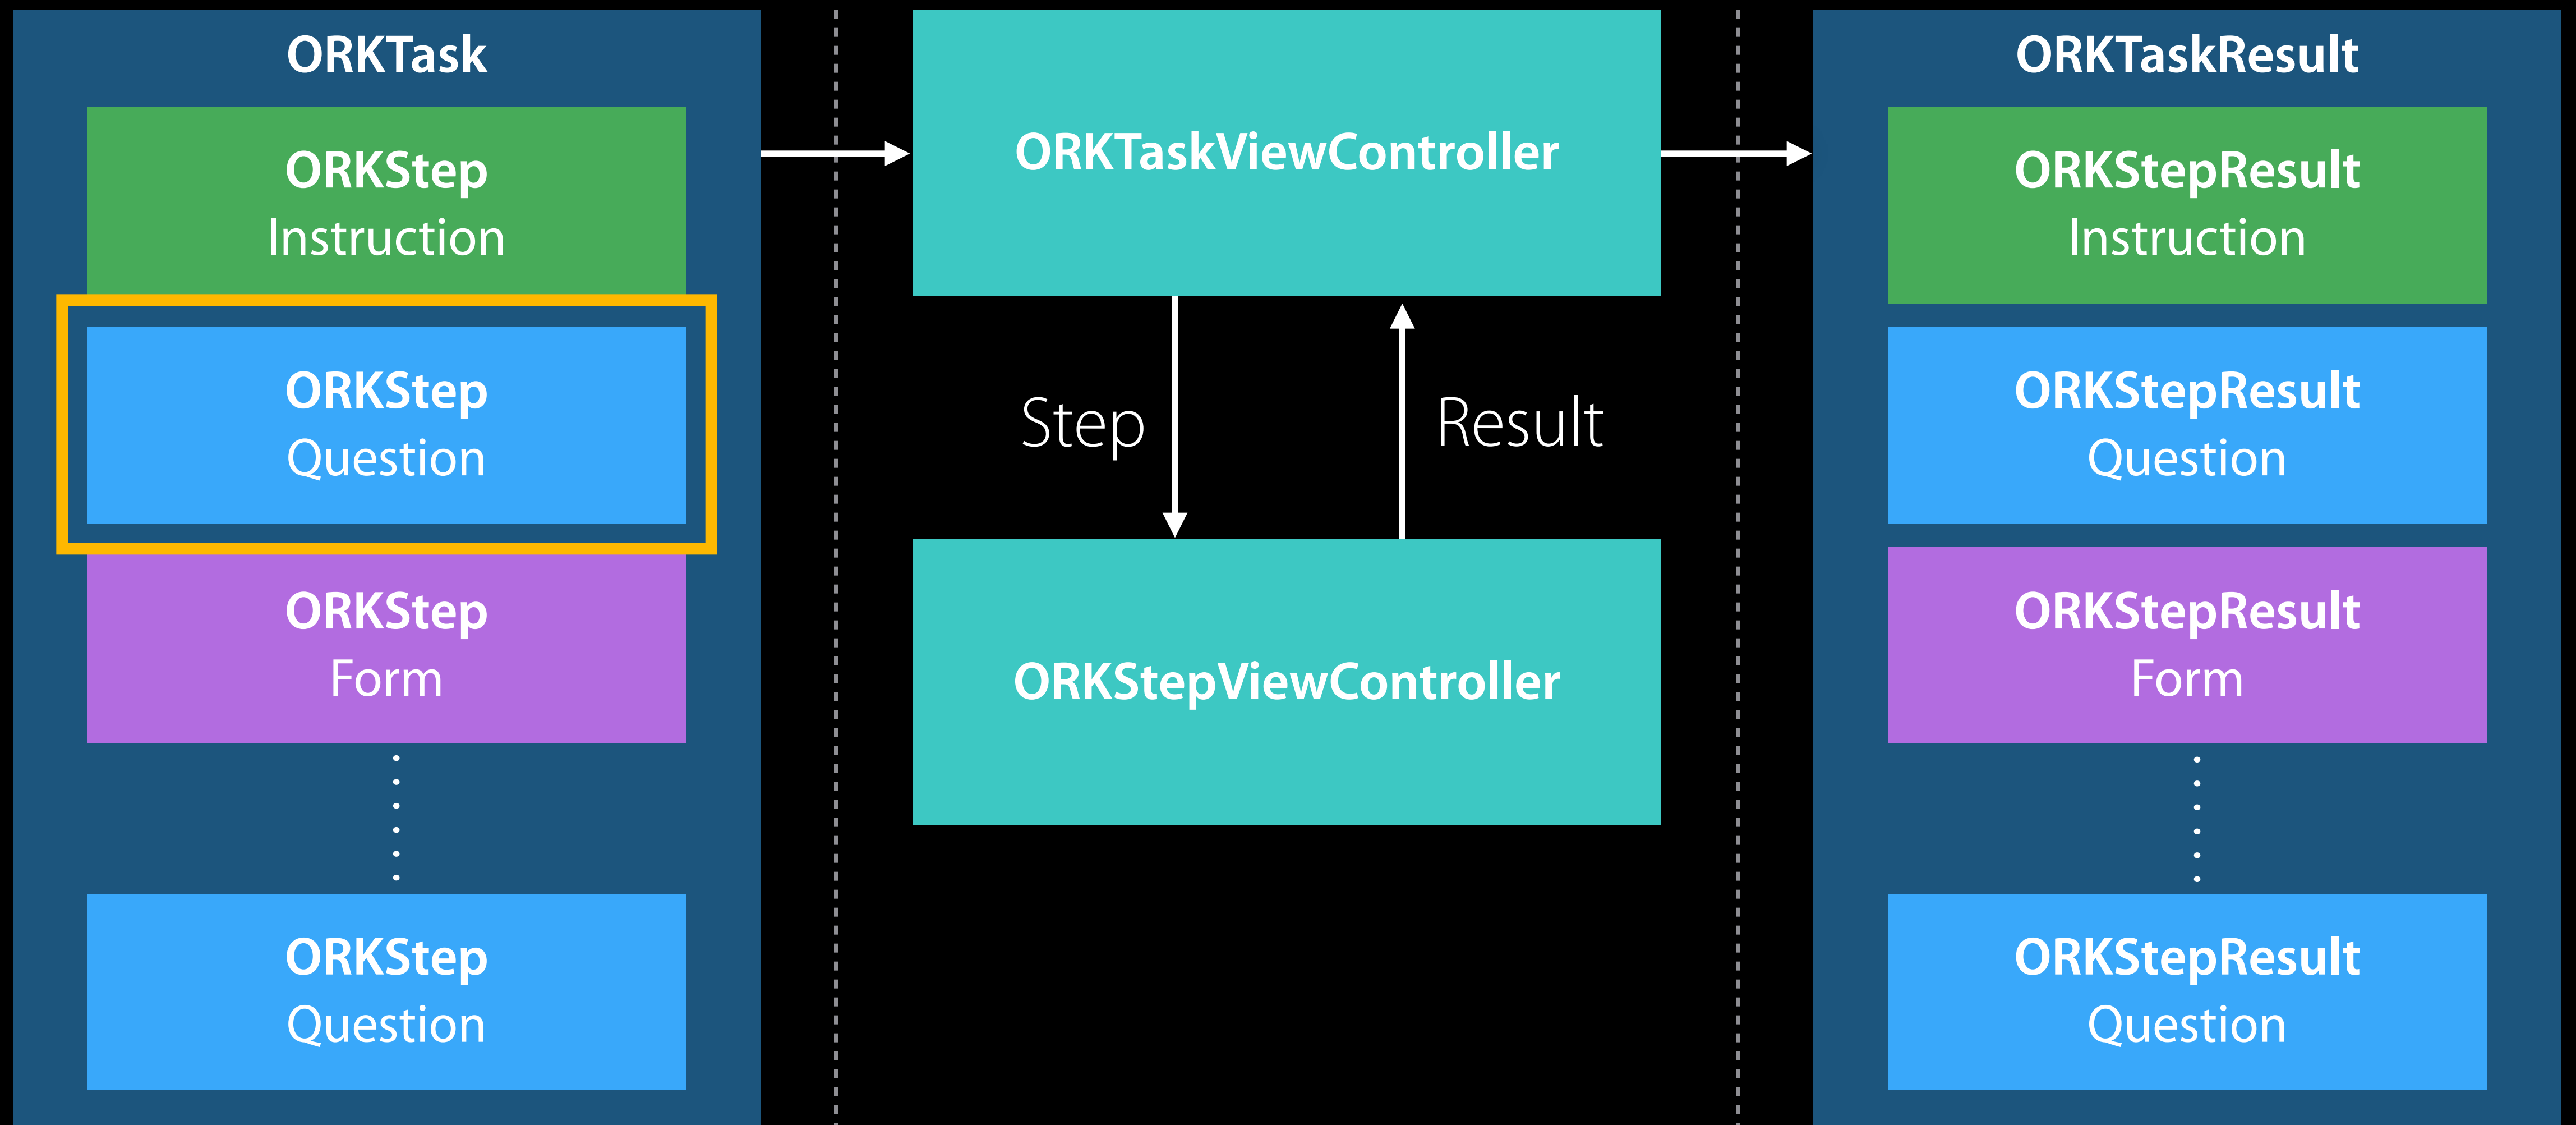 ORKTask
ORKStep
Instruction
ORKStep
Question
ORKStep
Form
ORKStep
Question
ORKTaskViewController
Step
Result
ORKStepViewController
ORKTaskResult
ORKStepResult
Instruction
ORKStepResult
Question
ORKStepResult
Form
ORKStepResult
Question